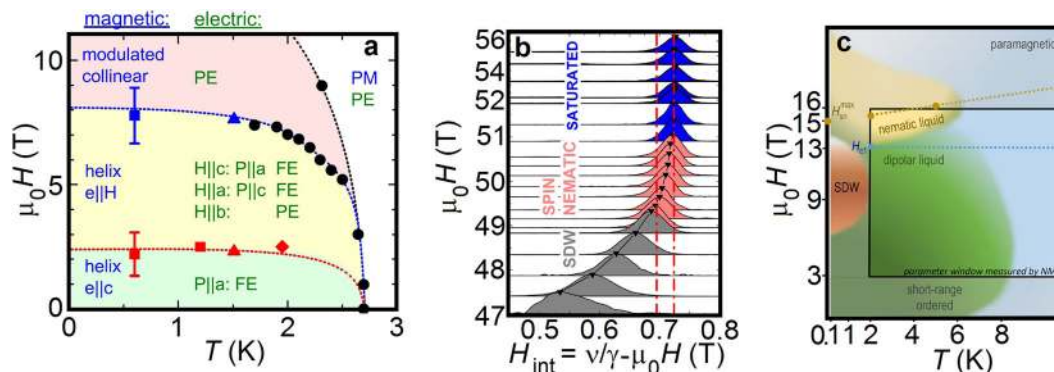 magnetic: electric:
a
modulated
collinear
PE
PM
PE
helix
e||H
H||c: P||a FE
H||a: P||c FE
H||b: PE
helix
e||c
P||a: FE
10
5
0
0
1
2
3
μ₀H (T)
T (K)
b
56
54
52
51
50
49
48
47
SATURATED
SPIN
NEMATIC
SDW
μ₀H (T)
0.5
0.6
0.7
0.8
H_int = ν/γ-μ₀H (T)
c
paramagnetic
nematic liquid
dipolar liquid
SDW
parameter window measured by NM
short-range
ordered
16
15
13
9
3
0.1
1
2
4
6
8
μ₀H (T)
T (K)